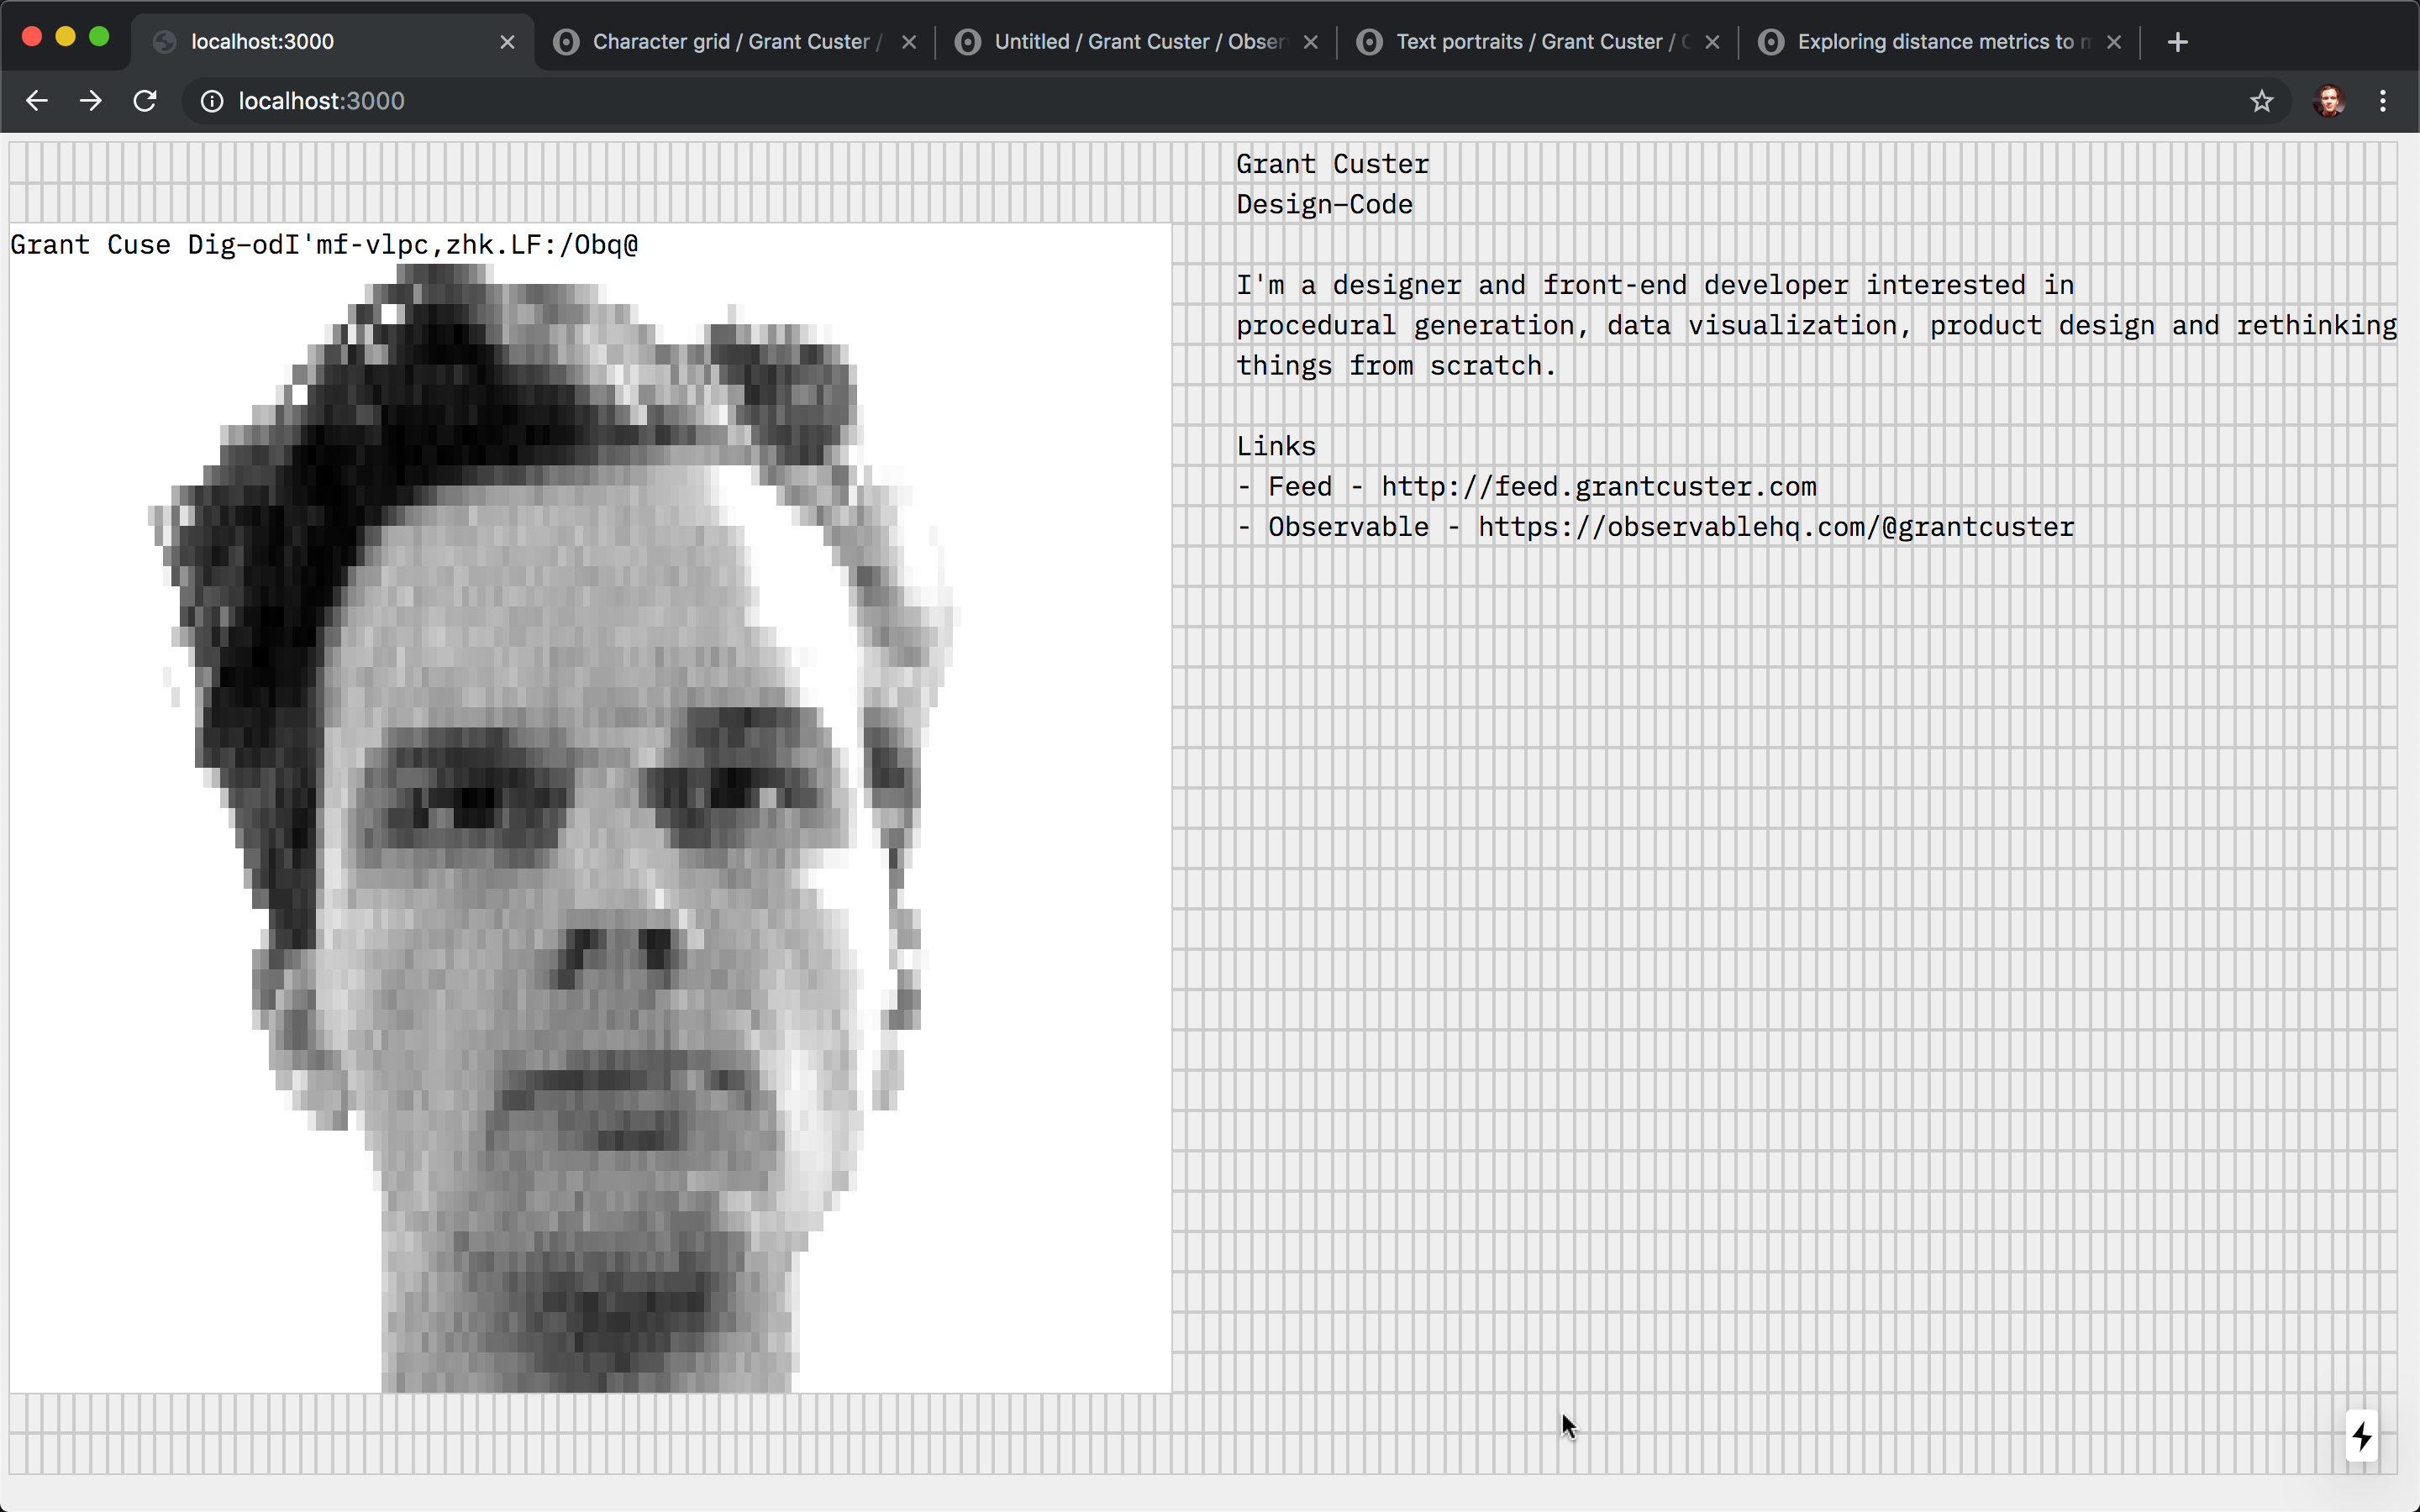 localhost:3000
Character grid / Grant Custer /
Untitled / Grant Custer / Obser
Text portraits / Grant Custer /
Exploring distance metrics to
localhost:3000
Grant Custer
Design–Code
Grant Cuse Dig–odI'mf-vlpc,zhk.LF:/Obq@
I'm a designer and front-end developer interested in
procedural generation, data visualization, product design and rethinking
things from scratch.
Links
- Feed - http://feed.grantcuster.com
- Observable - https://observablehq.com/@grantcuster